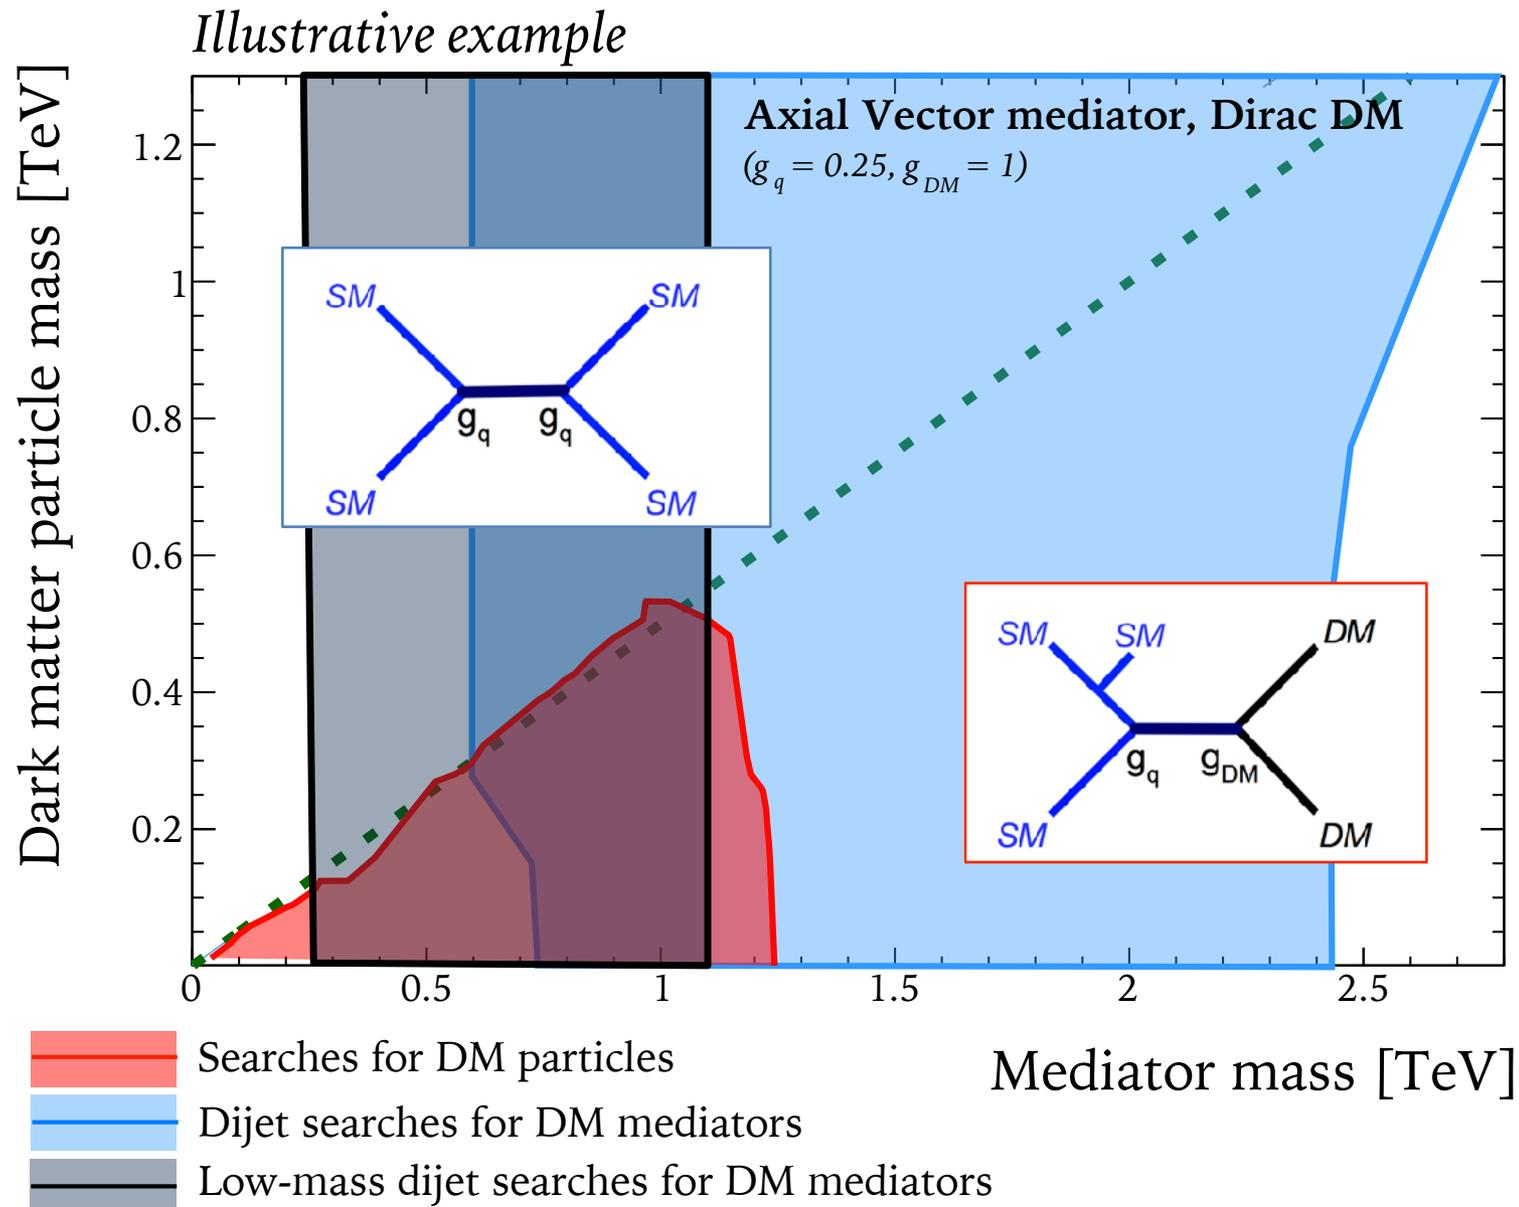 Illustrative example
Dark matter particle mass [TeV]
Axial Vector mediator, Dirac DM
(g_q = 0.25, g_DM = 1)
1.2
1
0.8
0.6
0.4
0.2
SM SM
g_q g_q
SM SM
SM SM DM
g_q g_DM
SM DM
0 0.5 1 1.5 2 2.5
Mediator mass [TeV]
Searches for DM particles
Dijet searches for DM mediators
Low-mass dijet searches for DM mediators